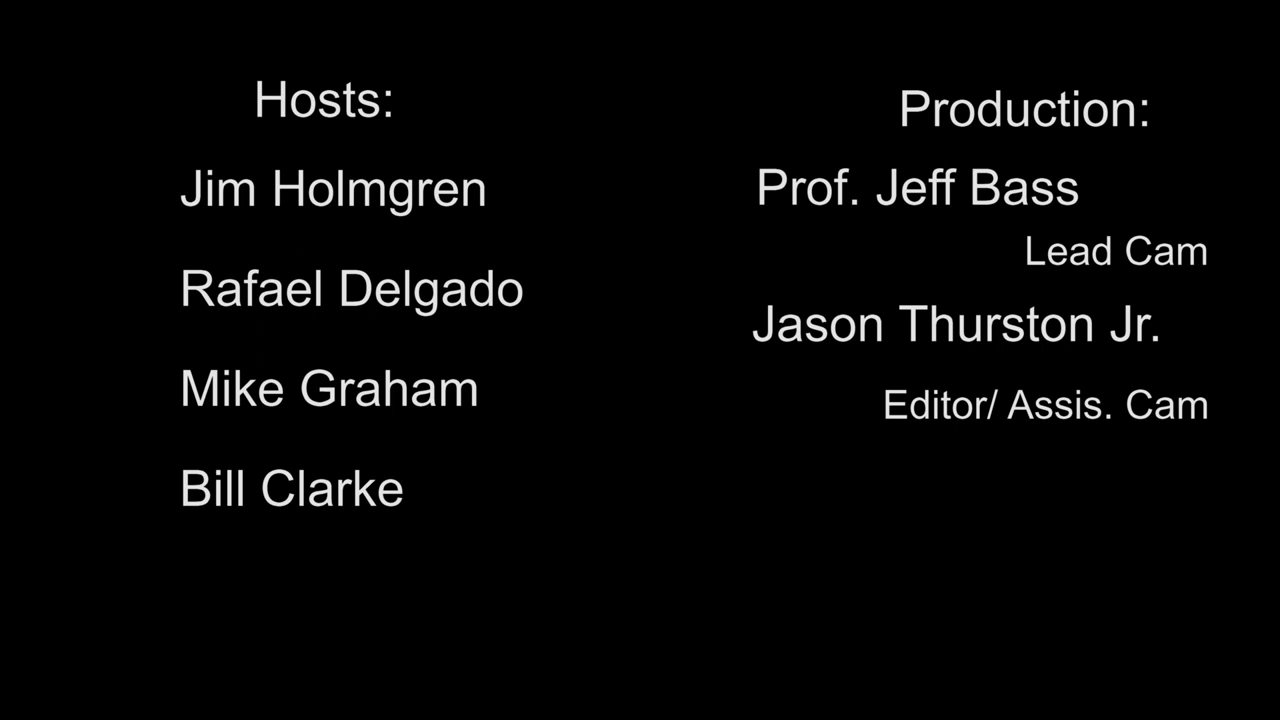 Hosts:
Jim Holmgren
Rafael Delgado
Mike Graham
Bill Clarke
Production:
Prof. Jeff Bass
Lead Cam
Jason Thurston Jr.
Editor/ Assis. Cam